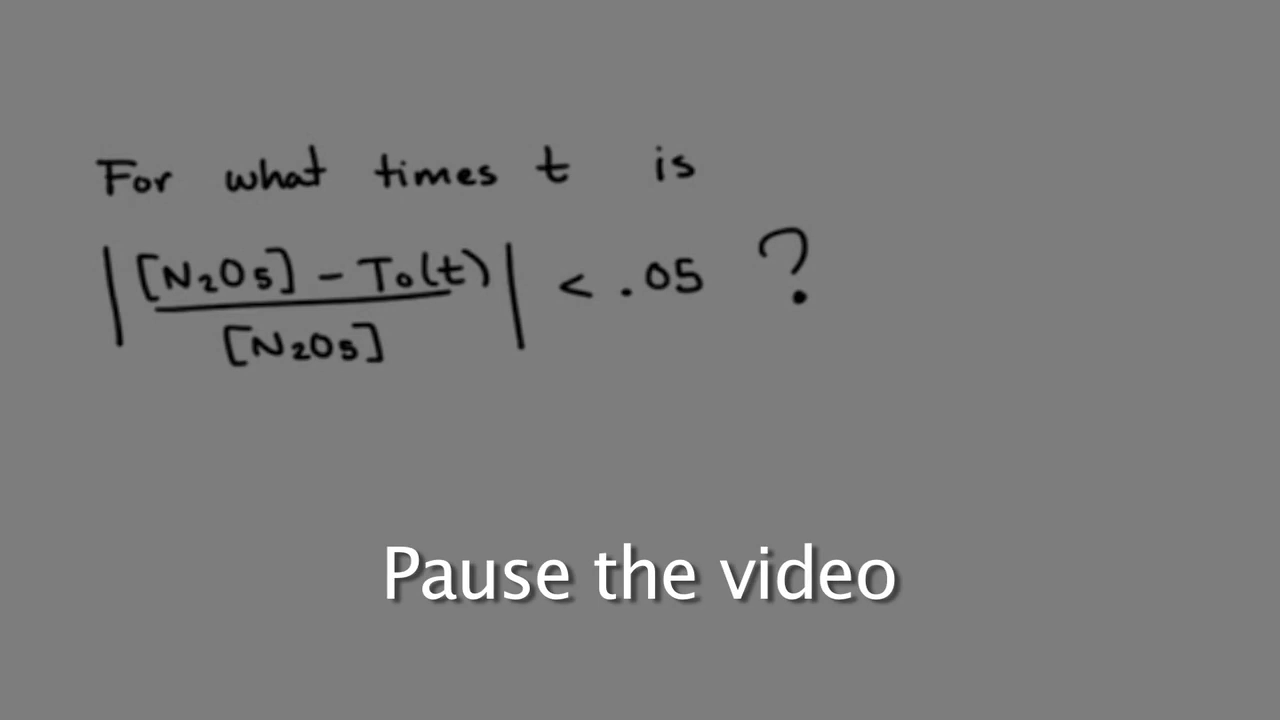 For what times t is
| [N₂O₅] - T₀(t) / [N₂O₅] | < .05 ?
Pause the video